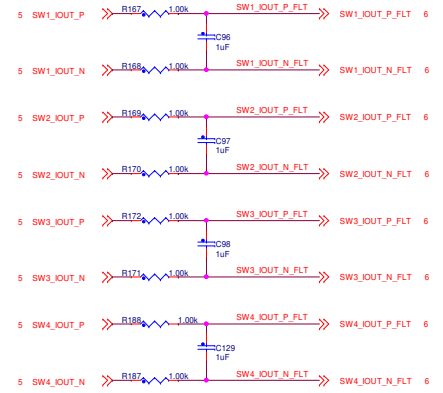 R167 1.00k SW1_IOUT_P_FLT
5 SW1_IOUT_P SW1_IOUT_P_FLT 6
C96
1uF
R168 1.00k SW1_IOUT_N_FLT
5 SW1_IOUT_N SW1_IOUT_N_FLT 6
R169 1.00k SW2_IOUT_P_FLT
5 SW2_IOUT_P SW2_IOUT_P_FLT 6
C97
1uF
R170 1.00k SW2_IOUT_N_FLT
5 SW2_IOUT_N SW2_IOUT_N_FLT 6
R172 1.00k SW3_IOUT_P_FLT
5 SW3_IOUT_P SW3_IOUT_P_FLT 6
C98
1uF
R171 1.00k SW3_IOUT_N_FLT
5 SW3_IOUT_N SW3_IOUT_N_FLT 6
R188 1.00k SW4_IOUT_P_FLT
5 SW4_IOUT_P SW4_IOUT_P_FLT 6
C129
1uF
R187 1.00k SW4_IOUT_N_FLT
5 SW4_IOUT_N SW4_IOUT_N_FLT 6